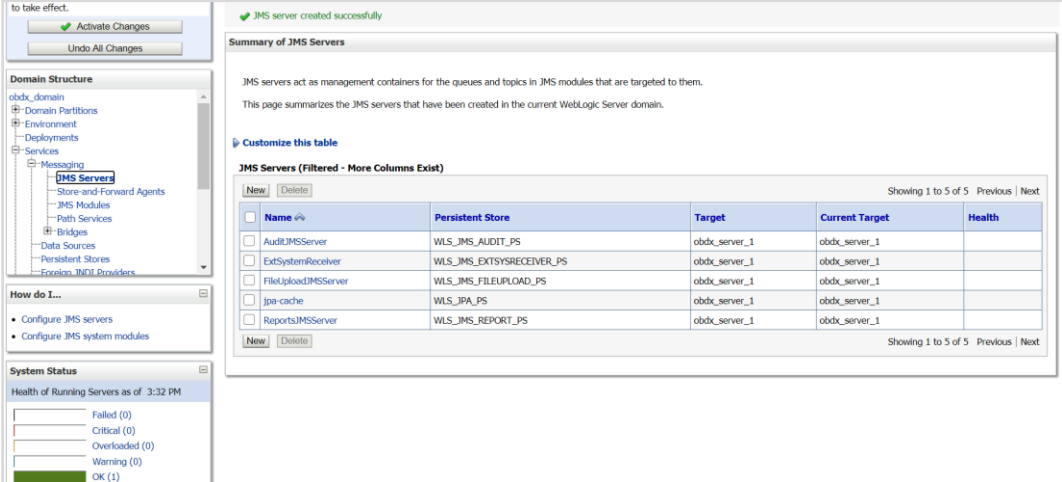 to take effect.
Activate Changes
Undo All Changes
Domain Structure
obdx_domain
Domain Partitions
Environment
Deployments
Services
Messaging
JMS Servers
Store-and-Forward Agents
JMS Modules
Path Services
Bridges
Data Sources
Persistent Stores
Foreign JNDI Providers
How do I...
Configure JMS servers
Configure JMS system modules
System Status
Health of Running Servers as of 3:32 PM
Failed (0)
Critical (0)
Overloaded (0)
Warning (0)
OK (1)
JMS server created successfully
Summary of JMS Servers
JMS servers act as management containers for the queues and topics in JMS modules that are targeted to them.
This page summarizes the JMS servers that have been created in the current WebLogic Server domain.
Customize this table
JMS Servers (Filtered - More Columns Exist)
New Delete Showing 1 to 5 of 5 Previous | Next
Name Persistent Store Target Current Target Health
AuditJMSServer WLS_JMS_AUDIT_PS obdx_server_1 obdx_server_1
ExtSystemReceiver WLS_JMS_EXTSYSRECEIVER_PS obdx_server_1 obdx_server_1
FileUploadJMSServer WLS_JMS_FILEUPLOAD_PS obdx_server_1 obdx_server_1
jpa-cache WLS_JPA_PS obdx_server_1 obdx_server_1
ReportsJMSServer WLS_JMS_REPORT_PS obdx_server_1 obdx_server_1
New Delete Showing 1 to 5 of 5 Previous | Next